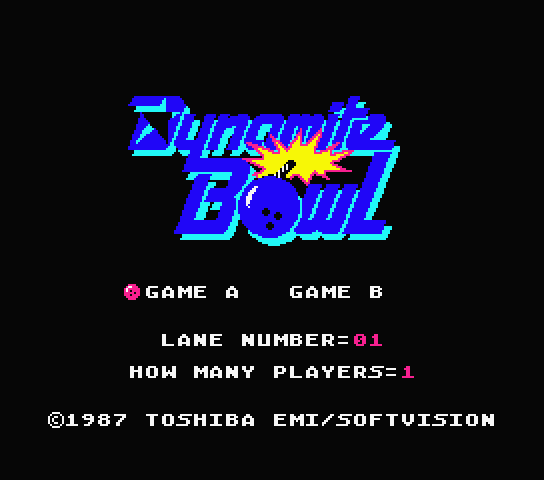 Dynamite
Bowl
GAME A GAME B
LANE NUMBER=01
HOW MANY PLAYERS=1
©1987 TOSHIBA EMI/SOFTVISION